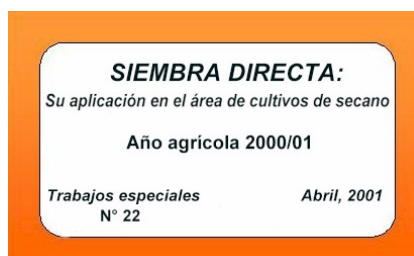 SIEMBRA DIRECTA:
Su aplicación en el área de cultivos de secano
Año agrícola 2000/01
Trabajos especiales Abril, 2001
N° 22